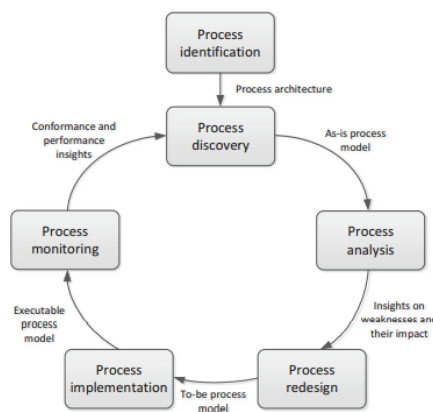 Process
identification
Process architecture
Process
discovery
As-is process
model
Process
analysis
Insights on
weaknesses and
their impact
Process
redesign
To-be process
model
Process
implementation
Executable
process
model
Process
monitoring
Conformance and
performance
insights